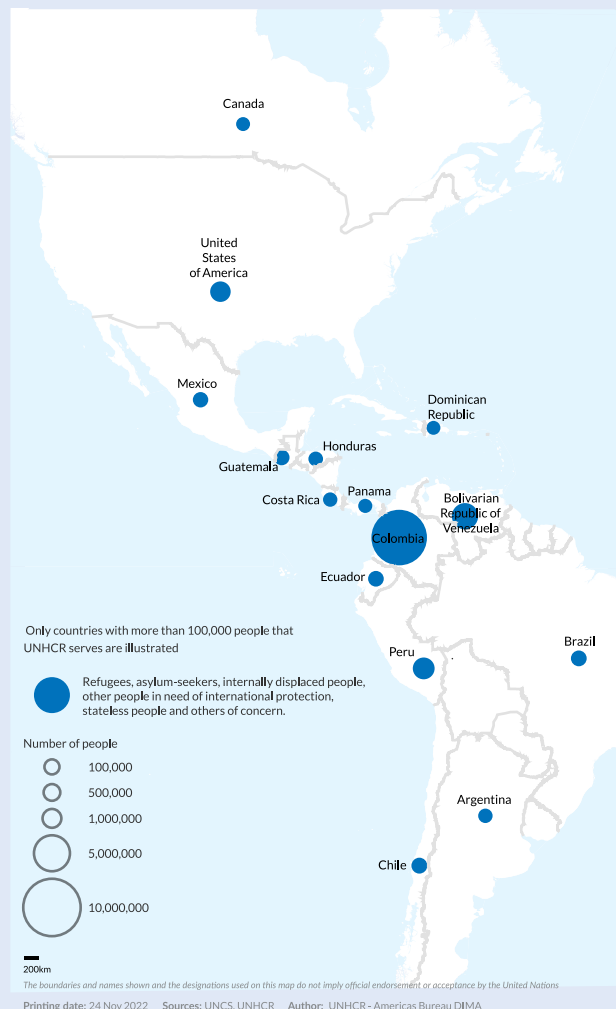 Canada
United
States
of America
Mexico
Dominican
Republic
Honduras
Guatemala
Costa Rica
Panama
Bolivarian
Republic of
Venezuela
Colombia
Ecuador
Only countries with more than 100,000 people that
UNHCR serves are illustrated
Brazil
Peru
Refugees, asylum-seekers, internally displaced people,
other people in need of international protection,
stateless people and others of concern.
Number of people
100,000
500,000
1,000,000
5,000,000
10,000,000
Argentina
Chile
200km
The boundaries and names shown and the designations used on this map do not imply official endorsement or acceptance by the United Nations
Printing date: 24 Nov 2022 Sources: UNCS, UNHCR Author: UNHCR - Americas Bureau DIMA